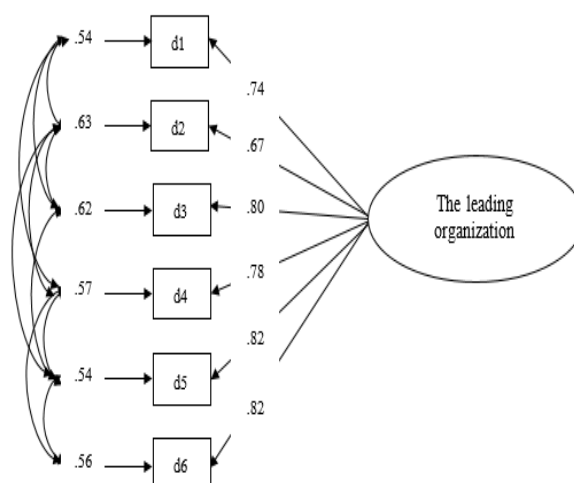 .54
d1
.74
.63
d2
.67
.62
d3
.80
The leading
organization
.57
d4
.78
.54
d5
.82
.56
d6
.82